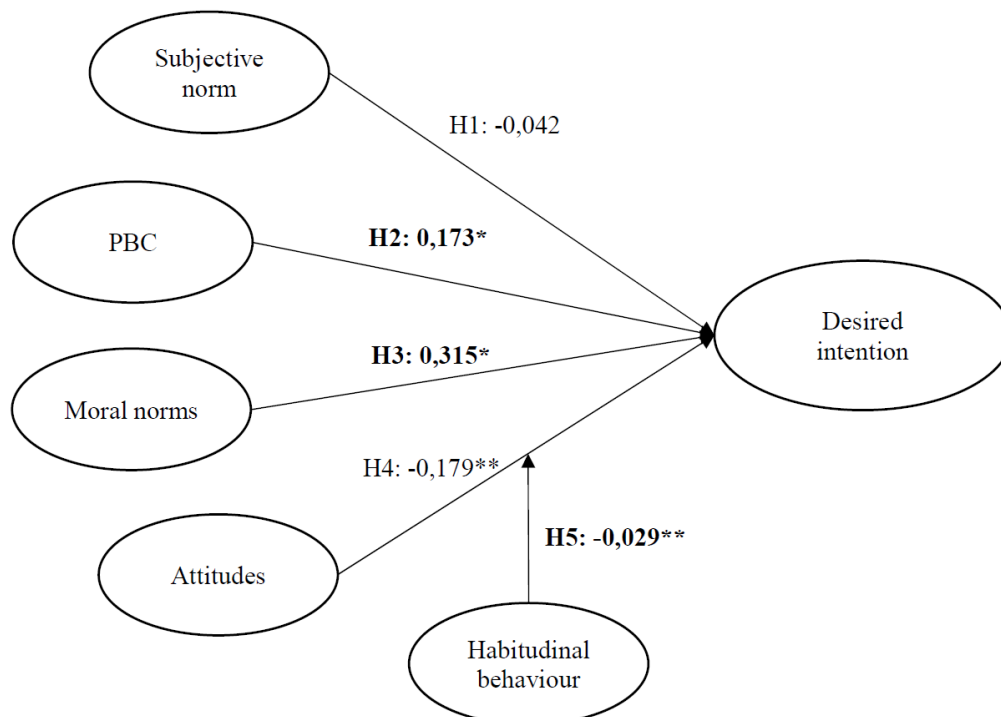 Subjective
norm
H1: -0,042
PBC
H2: 0,173*
Desired
intention
H3: 0,315*
Moral norms
H4: -0,179**
Attitudes
H5: -0,029**
Habitudinal
behaviour